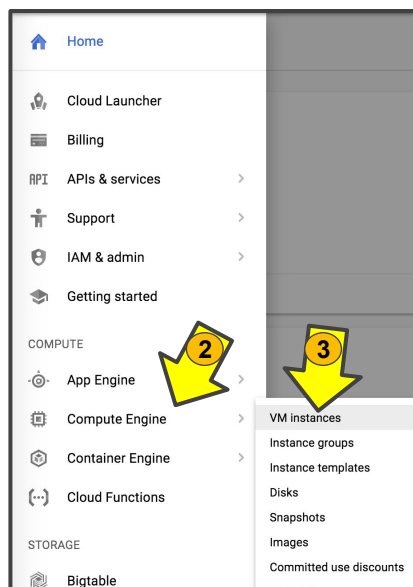 Home
Cloud Launcher
Billing
API APIs & services
Support
IAM & admin
Getting started
COMPUTE
2
3
App Engine
Compute Engine
VM instances
Instance groups
Container Engine
Instance templates
Disks
Cloud Functions
Snapshots
Images
STORAGE
Committed use discounts
Bigtable